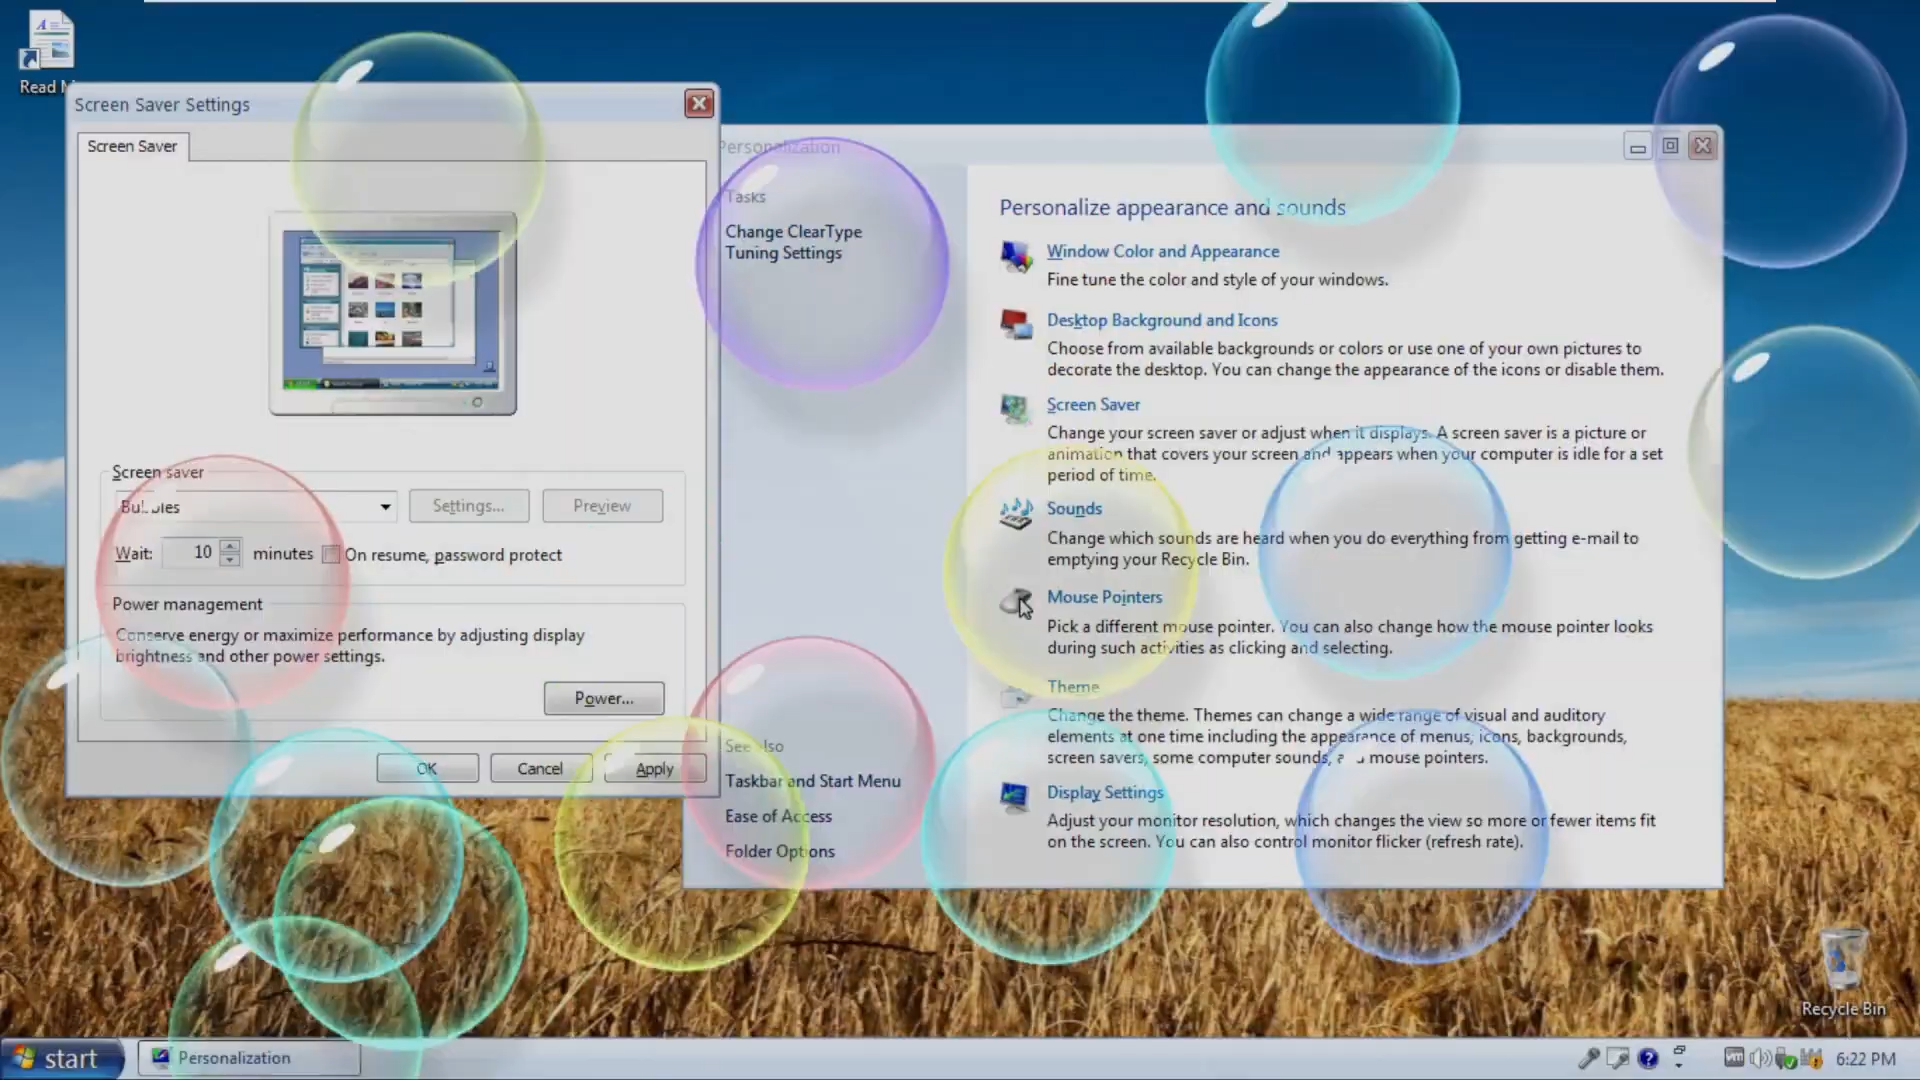 Read
Screen Saver Settings
Screen Saver
Screen saver
Settings...
Preview
Wait:
10
minutes
On resume, password protect
Power management
Conserve energy or maximize performance by adjusting display
brightness and other power settings.
Power...
OK
Cancel
Apply
Personalization
Tasks
Change ClearType
Tuning Settings
See
Taskbar and Start Menu
Ease of Access
Folder Options
Personalize appearance and sounds
Window Color and Appearance
Fine tune the color and style of your windows.
Desktop Background and Icons
Choose from available backgrounds or colors or use one of your own pictures to
decorate the desktop. You can change the appearance of the icons or disable them.
Screen Saver
Change your screen saver or adjust when it displays. A screen saver is a picture or
animation that covers your screen and appears when your computer is idle for a set
period of time.
Sounds
Change which sounds are heard when you do everything from getting e-mail to
emptying your Recycle Bin.
Mouse Pointers
Pick a different mouse pointer. You can also change how the mouse pointer looks
during such activities as clicking and selecting.
Theme
Change the theme. Themes can change a wide range of visual and auditory
elements at one time including the appearance of menus, icons, backgrounds,
screen savers, some computer sounds, mouse pointers.
Display Settings
Adjust your monitor resolution, which changes the view so more or fewer items fit
on the screen. You can also control monitor flicker (refresh rate).
Recycle Bin
start
Personalization
vm
6:22 PM